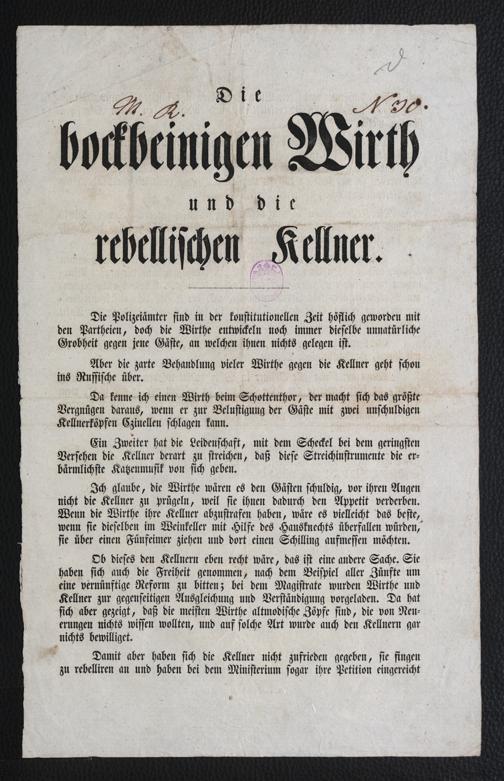 Die
M. R.
N 30.
bockbeinigen Wirth
und die
rebellischen Kellner.
Die Polizeiämter sind in der konstitutionellen Zeit höflich geworden mit
den Partheien, doch die Wirthe entwickeln noch immer dieselbe unnatürliche
Grobheit gegen jene Gäste, an welchen ihnen nichts gelegen ist.
Aber die zarte Behandlung vieler Wirthe gegen die Kellner geht schon
ins Russische über.
Da kenne ich einen Wirth beim Schottenthor, der macht sich das größte
Vergnügen daraus, wenn er zur Belustigung der Gäste mit zwei unschuldigen
Kellnerköpfen Czinellen schlagen kann.
Ein Zweiter hat die Leidenschaft, mit dem Scheckel bei dem geringsten
Versehen die Kellner derart zu streichen, daß diese Streichinstrumente die er-
bärmlichste Katzenmusik von sich geben.
Ich glaube, die Wirthe wären es den Gästen schuldig, vor ihren Augen
nicht die Kellner zu prügeln, weil sie ihnen dadurch den Appetit verderben.
Wenn die Wirthe ihre Kellner abzustrafen haben, wäre es vielleicht das beste,
wenn sie dieselben im Weinkeller mit Hilfe des Hausknechts überfallen würden,
sie über einen Fünfeimer ziehen und dort einen Schilling aufmessen möchten.
Ob dieses den Kellnern eben recht wäre, das ist eine andere Sache. Sie
haben sich auch die Freiheit genommen, nach dem Beispiel aller Zünfte um
eine vernünftige Reform zu bitten; bei dem Magistrate wurden Wirthe und
Kellner zur gegenseitigen Ausgleichung und Verständigung vorgeladen. Da hat
sich aber gezeigt, daß die meisten Wirthe altmodische Zöpfe sind, die von Neu-
erungen nichts wissen wollten, und auf solche Art wurde auch den Kellnern gar
nichts bewilliget.
Damit aber haben sich die Kellner nicht zufrieden gegeben, sie fingen
zu rebelliren an und haben bei dem Ministerium sogar ihre Petition eingereicht